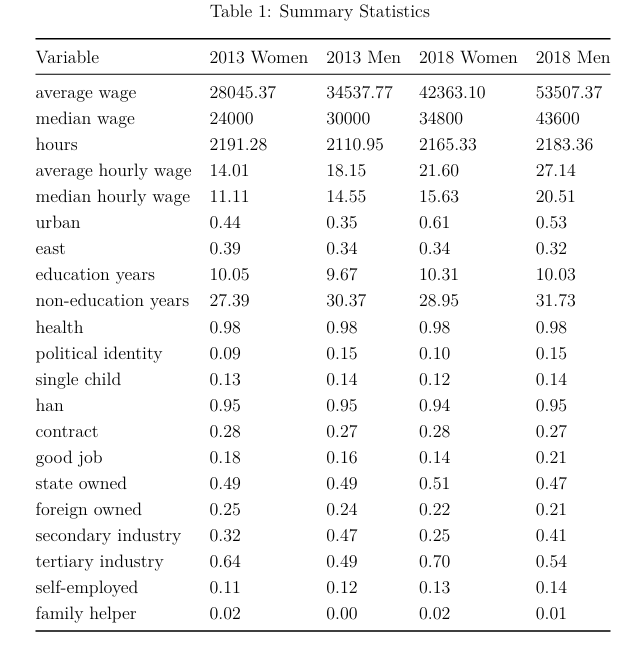 Table 1: Summary Statistics
Variable 2013 Women 2013 Men 2018 Women 2018 Men
average wage 28045.37 34537.77 42363.10 53507.37
median wage 24000 30000 34800 43600
hours 2191.28 2110.95 2165.33 2183.36
average hourly wage 14.01 18.15 21.60 27.14
median hourly wage 11.11 14.55 15.63 20.51
urban 0.44 0.35 0.61 0.53
east 0.39 0.34 0.34 0.32
education years 10.05 9.67 10.31 10.03
non-education years 27.39 30.37 28.95 31.73
health 0.98 0.98 0.98 0.98
political identity 0.09 0.15 0.10 0.15
single child 0.13 0.14 0.12 0.14
han 0.95 0.95 0.94 0.95
contract 0.28 0.27 0.28 0.27
good job 0.18 0.16 0.14 0.21
state owned 0.49 0.49 0.51 0.47
foreign owned 0.25 0.24 0.22 0.21
secondary industry 0.32 0.47 0.25 0.41
tertiary industry 0.64 0.49 0.70 0.54
self-employed 0.11 0.12 0.13 0.14
family helper 0.02 0.00 0.02 0.01